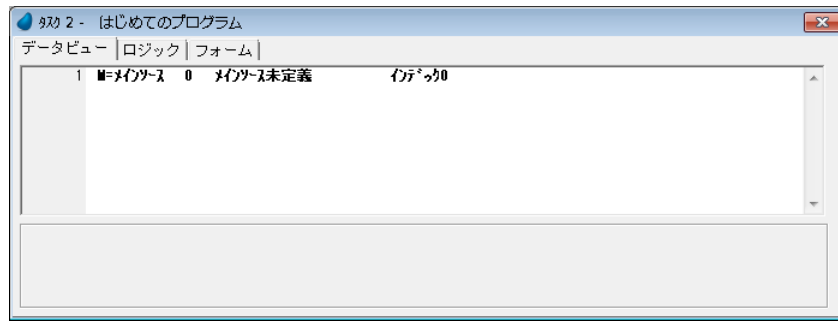 ﾀｽｸ 2 - はじめてのプログラム
データビュー ロジック フォーム
1 M=ﾒｲﾝｿｰｽ 0 ﾒｲﾝｿｰｽ未定義 ｲﾝﾃﾞｯｸ0